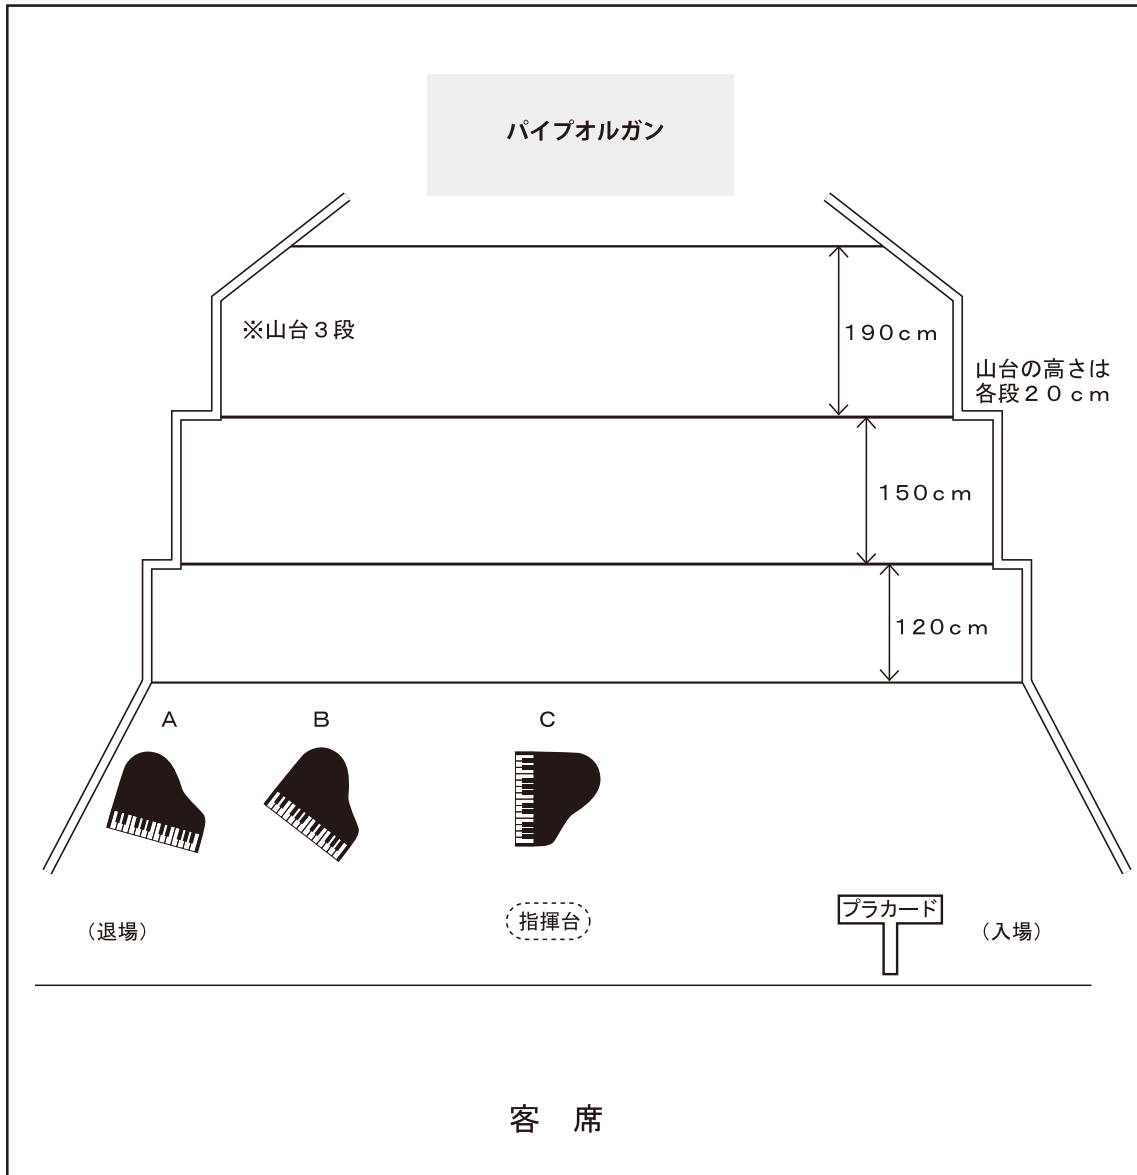 パイプオルガン
※山台３段
190cm
山台の高さは
各段２０ｃｍ
150cm
120cm
A
B
C
（退場）
指揮台
プラカード
（入場）
客　席